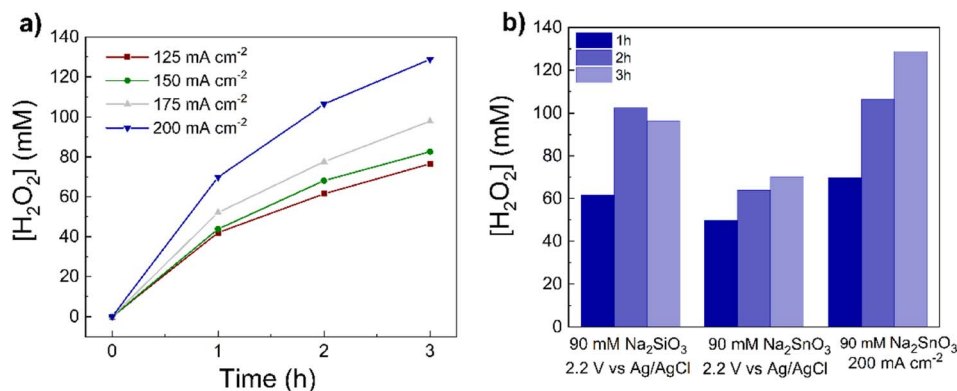 a)
140
120
100
80
60
40
20
0
[H₂O₂] (mM)
125 mA cm⁻²
150 mA cm⁻²
175 mA cm⁻²
200 mA cm⁻²
0 1 2 3
Time (h)
b)
140
120
100
80
60
40
20
0
[H₂O₂] (mM)
1h
2h
3h
90 mM Na₂SiO₃
2.2 V vs Ag/AgCl
90 mM Na₂SnO₃
2.2 V vs Ag/AgCl
90 mM Na₂SnO₃
200 mA cm⁻²